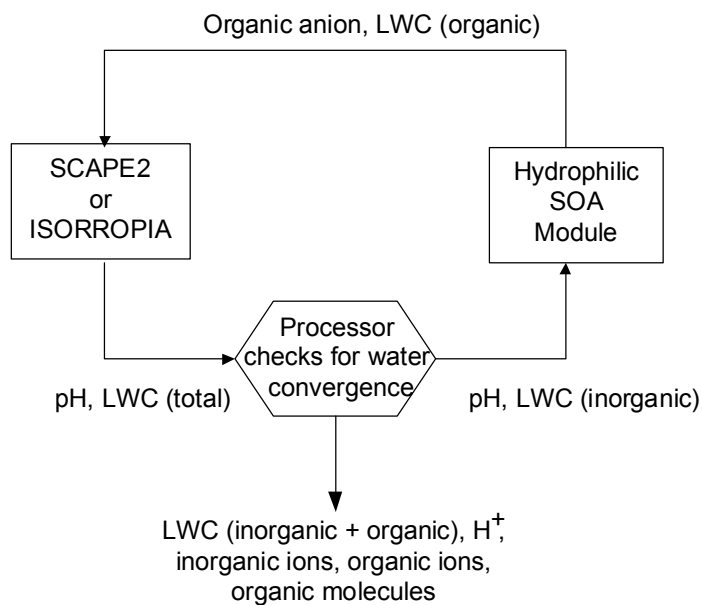 Organic anion, LWC (organic)
SCAPE2
or
ISORROPIA
Hydrophilic
SOA
Module
Processor
checks for water
convergence
pH, LWC (total)
pH, LWC (inorganic)
LWC (inorganic + organic), H⁺,
inorganic ions, organic ions,
organic molecules